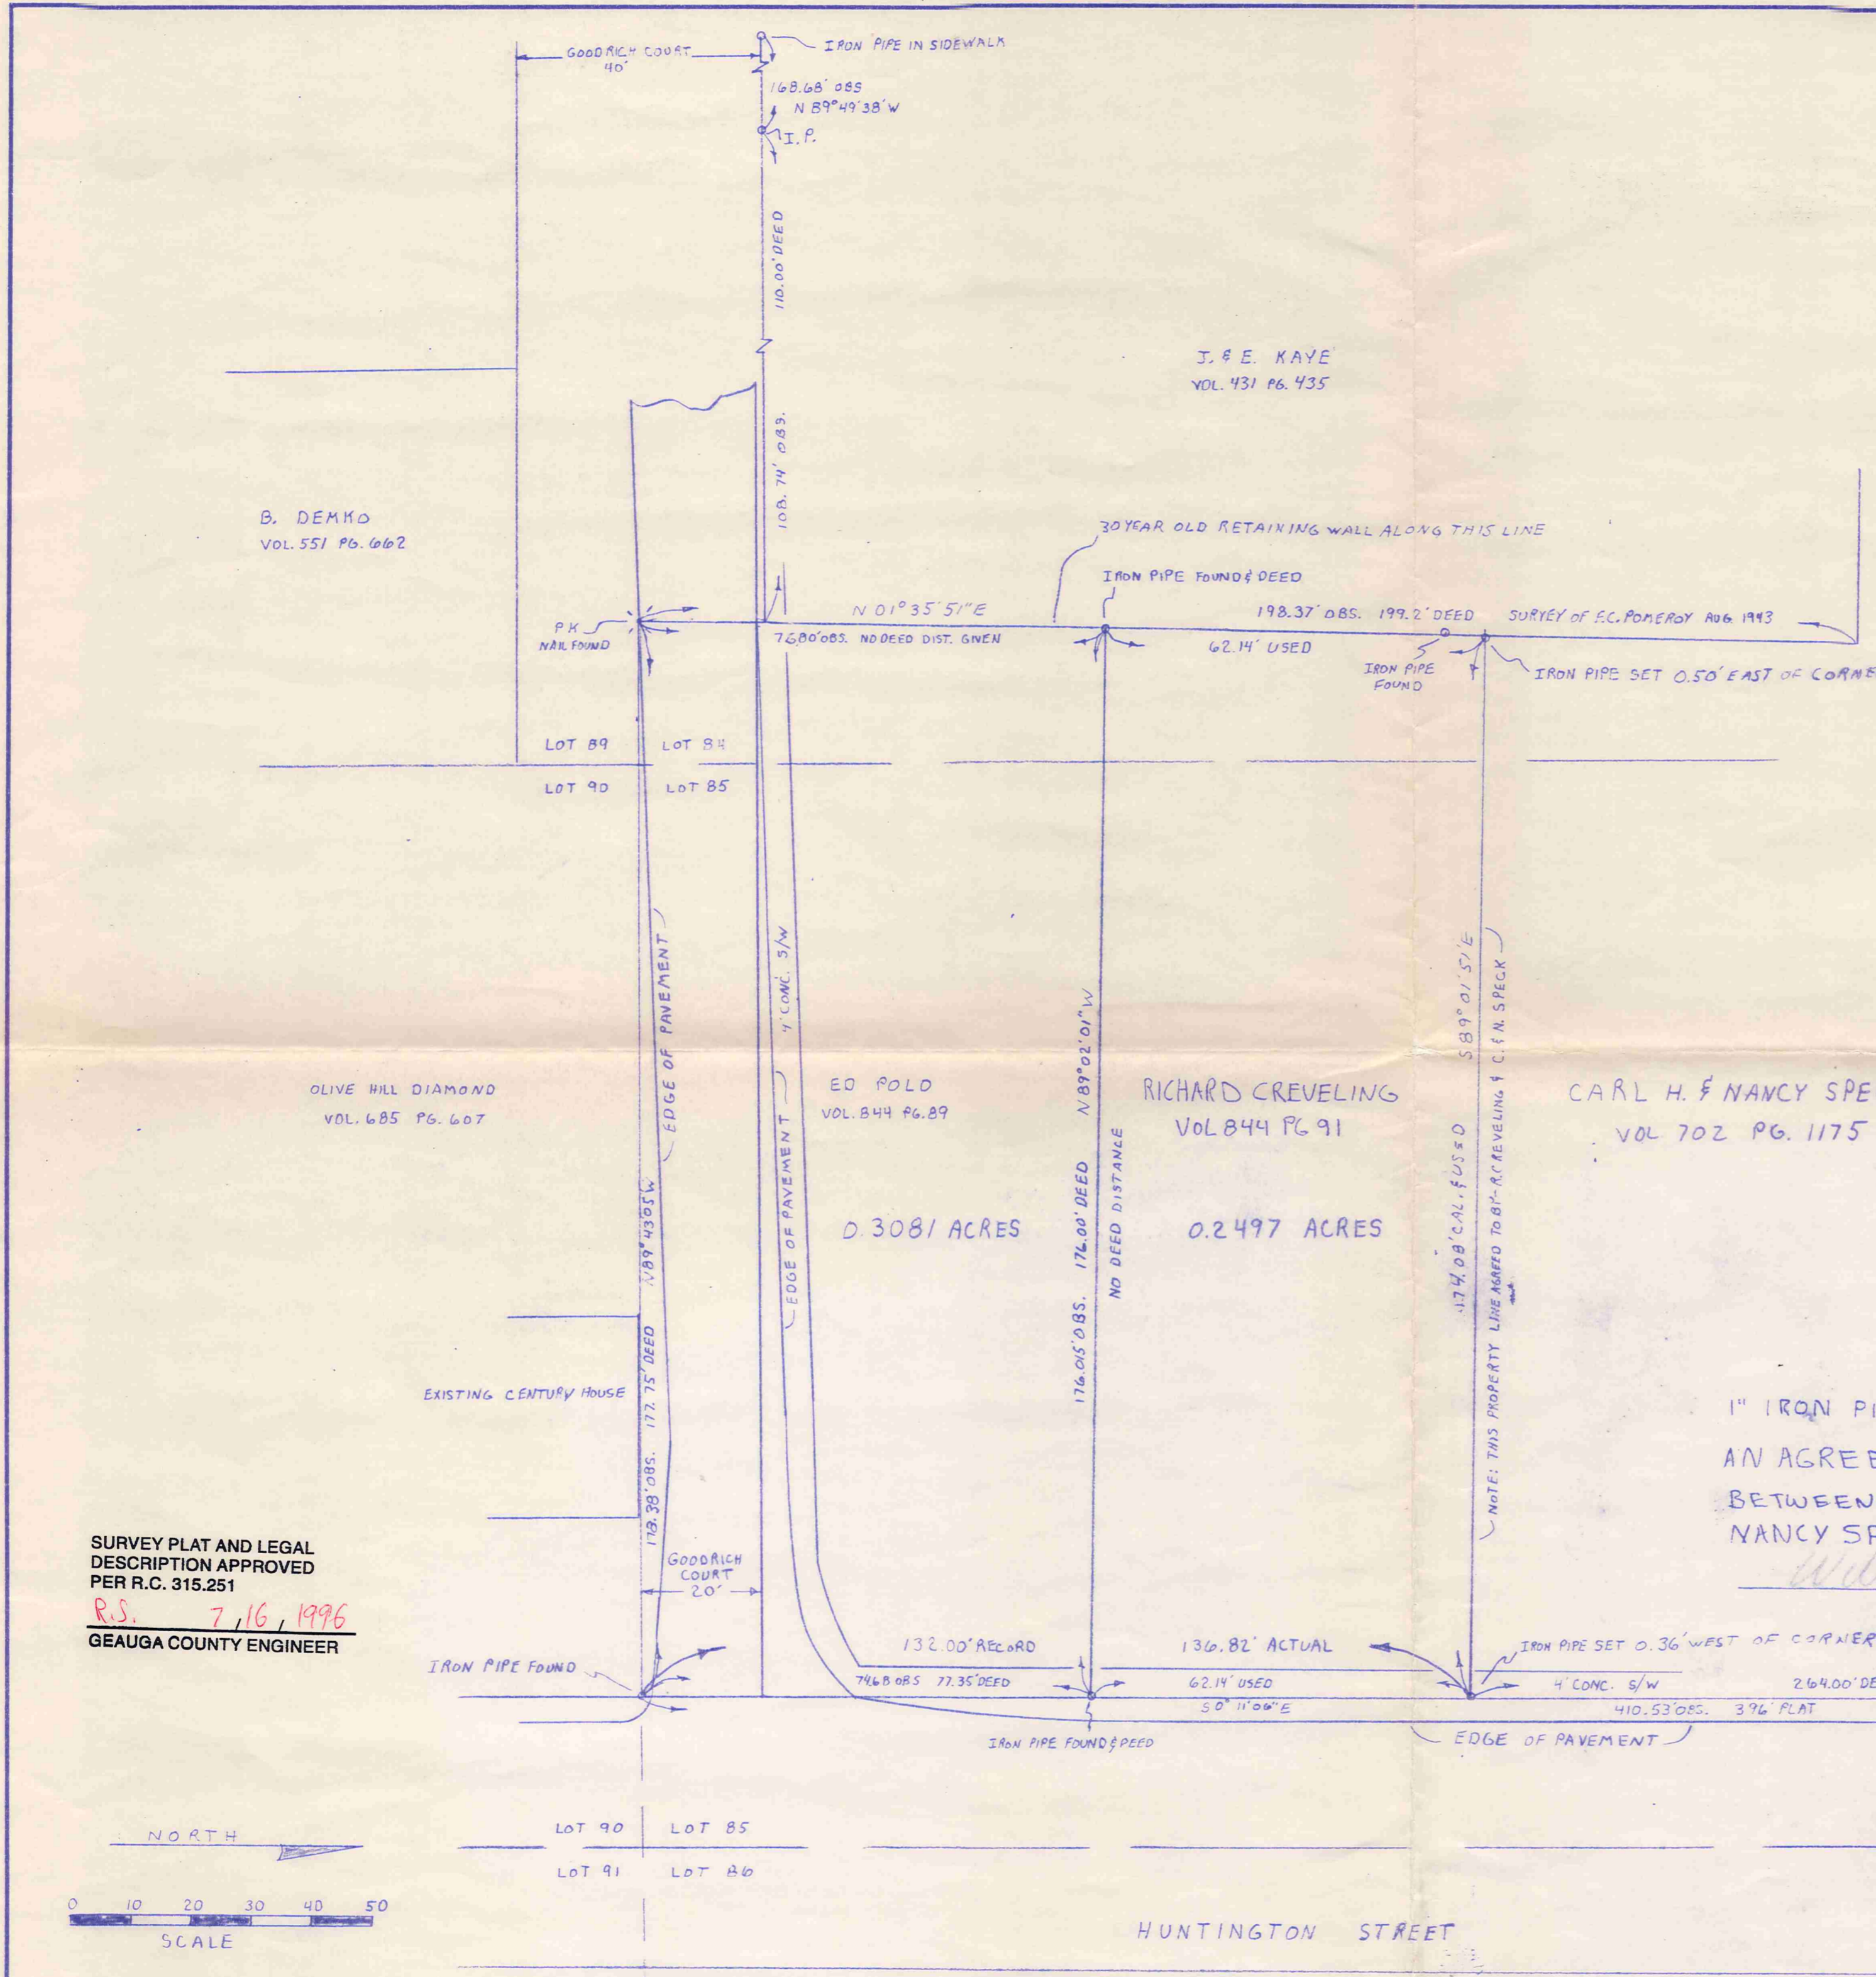 GOODRICH COURT
40'
IRON PIPE IN SIDEWALK
168.68' OBS
N 89°49'38"W
I.P.
110.00' DEED
J. & E. KAYE
VOL. 431 PG. 435
108.74' OBS.
B. DEMKO
VOL. 551 PG. 662
30 YEAR OLD RETAINING WALL ALONG THIS LINE
IRON PIPE FOUND & DEED
N 01°35'51"E
198.37' OBS. 199.2' DEED
SURVEY OF F.C. POMEROY AUG. 1943
PK
NAIL FOUND
76.80' OBS. NO DEED DIST. GIVEN
62.14' USED
IRON PIPE
FOUND
IRON PIPE SET 0.50' EAST OF CORNE
LOT 89
LOT 84
LOT 90
LOT 85
EDGE OF PAVEMENT
4' CONC. S/W
N89°02'01"W
S89°01'51"E
OLIVE HILL DIAMOND
VOL. 685 PG. 607
ED POLO
VOL. 844 PG. 89
RICHARD CREVELING
VOL 844 PG 91
CARL H. & NANCY SPE
VOL 702 PG. 1175
EDGE OF PAVEMENT
N89°43'05"W
176.00' DEED
NO DEED DISTANCE
174.08' CAL. & USED
NOTE: THIS PROPERTY LINE AGREED TO BY - R. CREVELING & C. & N. SPECK
0.3081 ACRES
0.2497 ACRES
177.75' DEED
176.015' OBS.
EXISTING CENTURY HOUSE
178.38' OBS.
1" IRON PI
AN AGREE
BETWEEN
NANCY SP
SURVEY PLAT AND LEGAL
DESCRIPTION APPROVED
PER R.C. 315.251
R.S. 7,16,1996
GEAUGA COUNTY ENGINEER
GOODRICH
COURT
20'
132.00' RECORD
136.82' ACTUAL
IRON PIPE SET 0.36' WEST OF CORNER
IRON PIPE FOUND
74.68 OBS 77.35' DEED
62.14' USED
4' CONC. S/W
264.00' DE
S 0°11'06"E
410.53' OBS. 396' PLAT
IRON PIPE FOUND & DEED
EDGE OF PAVEMENT
NORTH
LOT 90
LOT 85
LOT 91
LOT 86
0 10 20 30 40 50
SCALE
HUNTINGTON STREET